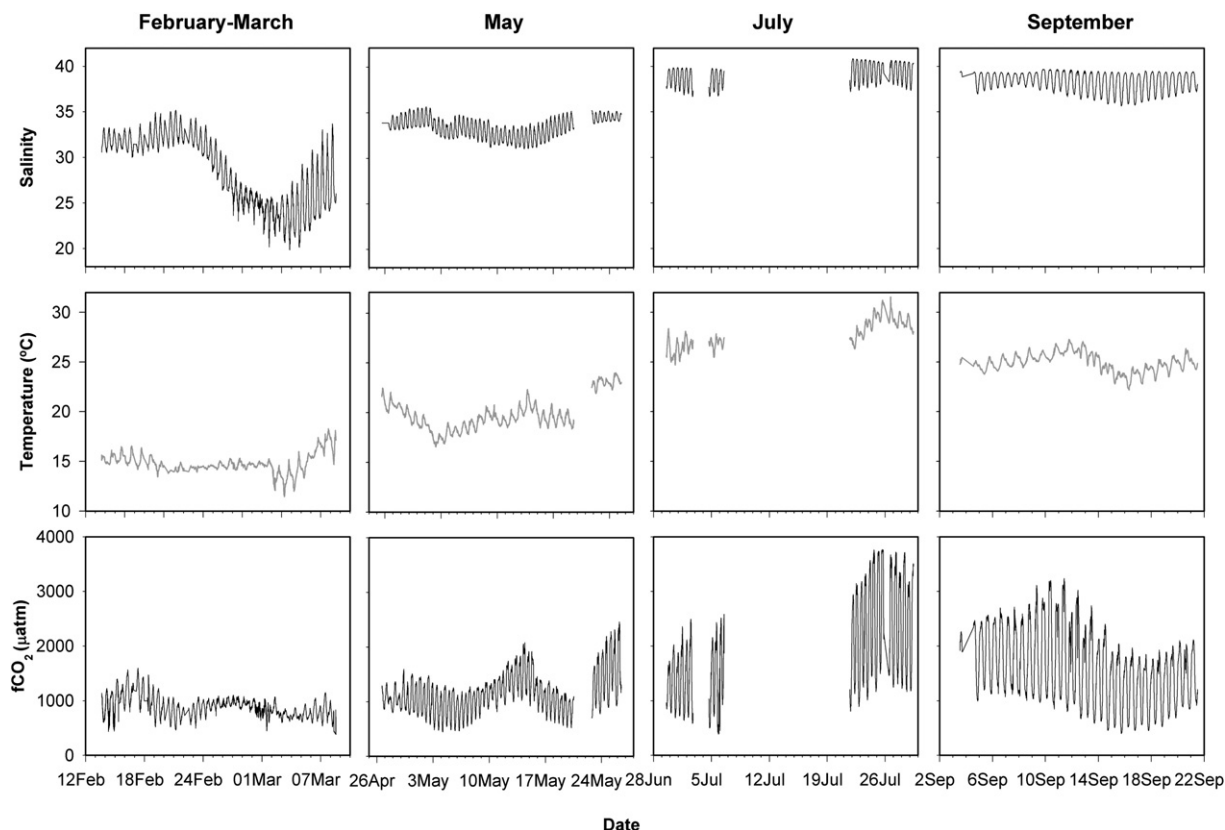 February-March May July September
Salinity
40
35
30
25
20
Temperature (ºC)
30
25
20
15
10
fCO₂ (µatm)
4000
3000
2000
1000
0
12Feb 18Feb 24Feb 01Mar 07Mar 26Apr 3May 10May 17May 24May 28Jun 5Jul 12Jul 19Jul 26Jul 2Sep 6Sep 10Sep 14Sep 18Sep 22Sep
Date